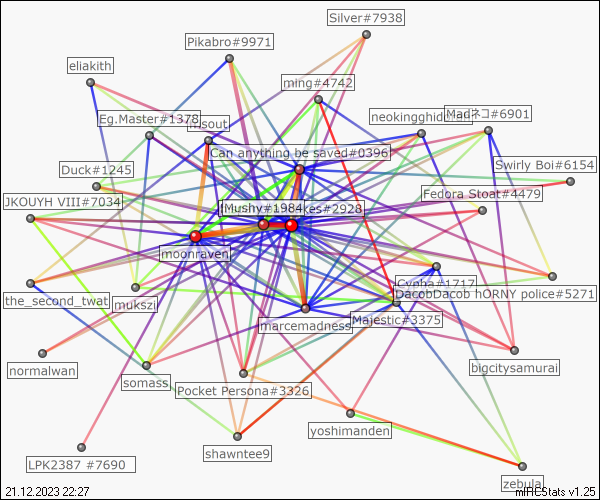 Silver#7938
Pikabro#9971
eliakith
ming#4742
Eg.Master#1378
neokingghid
Madネコ#6901
Can anything be saved#0396
Swirly Boi#6154
Duck#1245
Fedora Stoat#4479
JKOUYH VIII#7034
Mushy#1984
kes#2928
moonraven
Cynha#1717
the_second_twat
mukszi
DacobDacob hORNY police#5271
marcemadness
Majestic#3375
normalwan
somass
bigcitysamurai
Pocket Persona#3326
yoshimanden
shawntee9
LPK2387 #7690
zebula
21.12.2023 22:27
mIRCStats v1.25